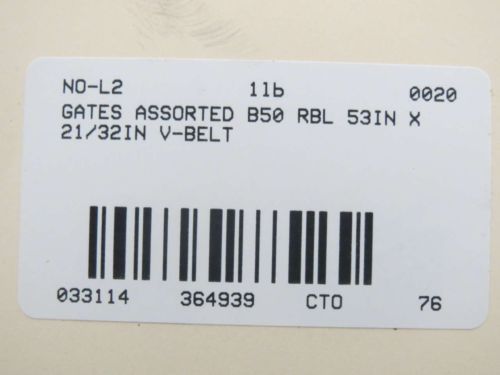 NO-L2 1lb 0020
GATES ASSORTED B50 RBL 53IN X
21/32IN V-BELT
033114 364939 CTO 76